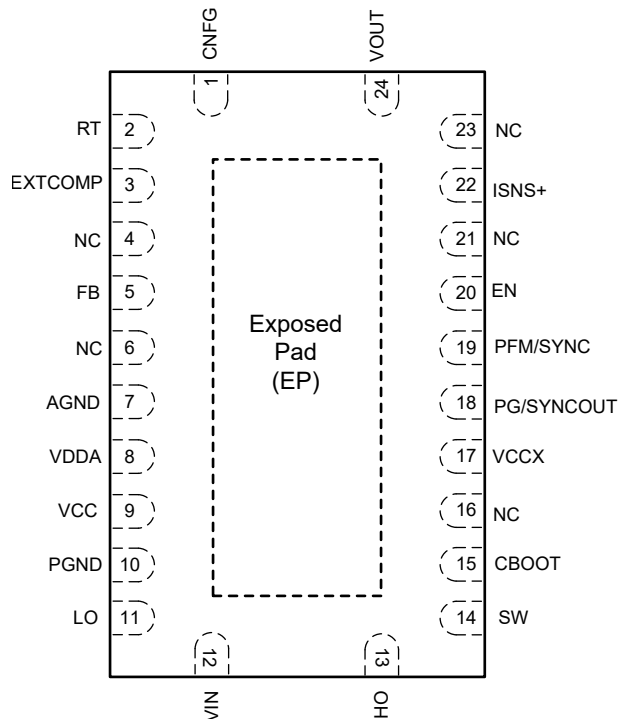 CNFG
VOUT
1
24
RT 2
23 NC
EXTCOMP 3
22 ISNS+
NC 4
21 NC
FB 5
20 EN
Exposed
Pad
(EP)
NC 6
19 PFM/SYNC
AGND 7
18 PG/SYNCOUT
VDDA 8
17 VCCX
VCC 9
16 NC
PGND 10
15 CBOOT
LO 11
14 SW
12
13
VIN
HO